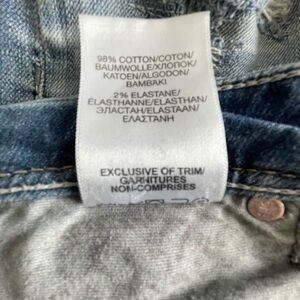 98% COTTON/COTON/
BAUMWOLLE/ХЛОПОК/
KATOEN/ALGODON/
BAMBAKI
2% ELASTANE/
ÉLASTHANNE/ELASTHAN/
ЭЛАСТАН/ELASTAAN/
ΕΛΑΣΤΑΝΗ
EXCLUSIVE OF TRIM/
GARNITURES
NON-COMPRISES